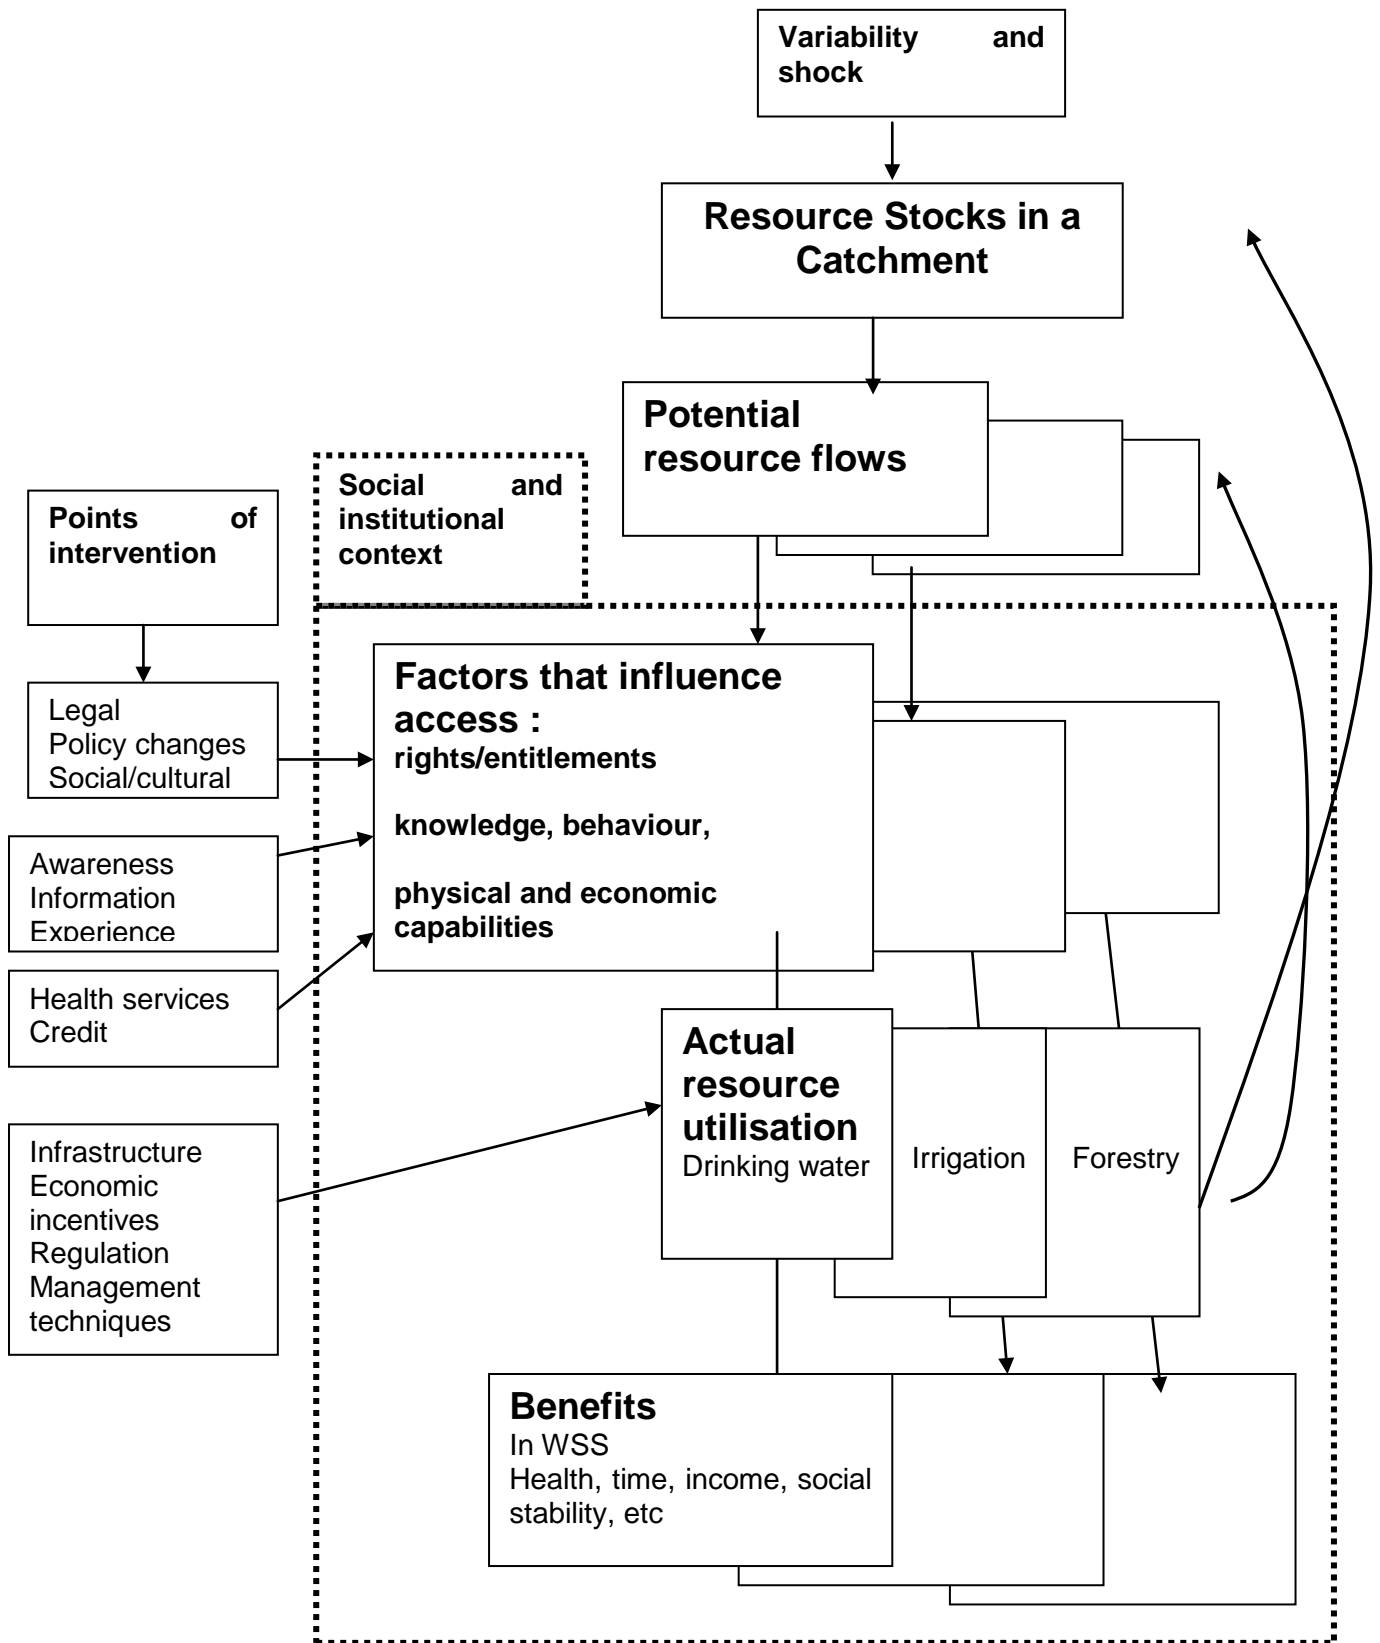 Variability and
shock
Resource Stocks in a
Catchment
Potential
resource flows
Social and
institutional
context
Points of
intervention
Legal
Policy changes
Social/cultural
Factors that influence
access :
rights/entitlements
knowledge, behaviour,
physical and economic
capabilities
Awareness
Information
Experience
Health services
Credit
Actual
resource
utilisation
Drinking water
Irrigation
Forestry
Infrastructure
Economic
incentives
Regulation
Management
techniques
Benefits
In WSS
Health, time, income, social
stability, etc